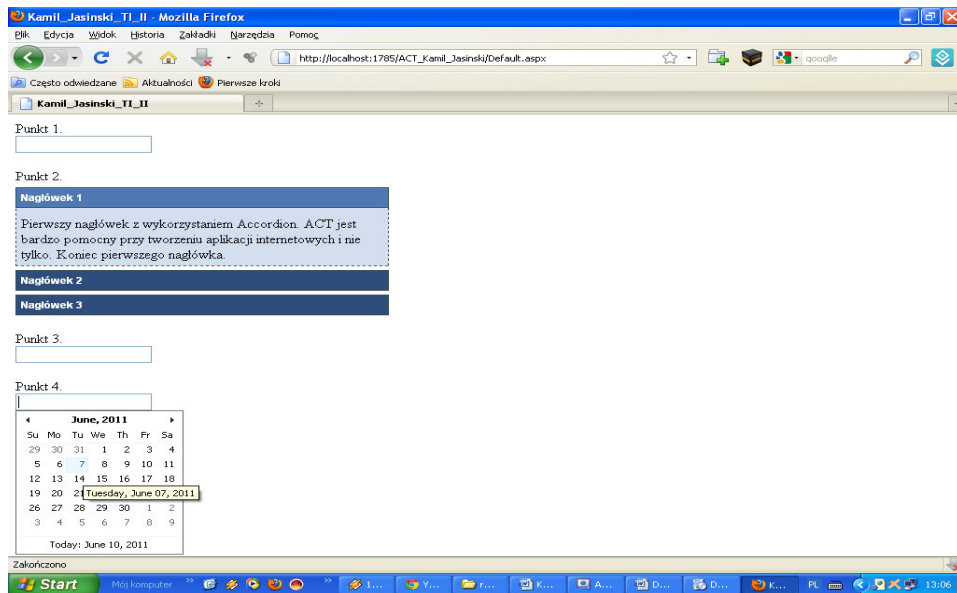 Kamil_Jasinski_TI_II - Mozilla Firefox
Plik Edycja Widok Historia Zakładki Narzędzia Pomoc
http://localhost:1785/ACT_Kamil_Jasinski/Default.aspx google
Często odwiedzane Aktualności Pierwsze kroki
Kamil_Jasinski_TI_II
Punkt 1.
Punkt 2.
Nagłówek 1
Pierwszy nagłówek z wykorzystaniem Accordion. ACT jest
bardzo pomocny przy tworzeniu aplikacji internetowych i nie
tylko. Koniec pierwszego nagłówka.
Nagłówek 2
Nagłówek 3
Punkt 3.
Punkt 4.
June, 2011
Su Mo Tu We Th Fr Sa
29 30 31 1 2 3 4
5 6 7 8 9 10 11
12 13 14 15 16 17 18
19 20 21 Tuesday, June 07, 2011
26 27 28 29 30 1 2
3 4 5 6 7 8 9
Today: June 10, 2011
Zakończono
Start Mój komputer » » 1... Y... r... K... A... D... D... K... PL 13:06